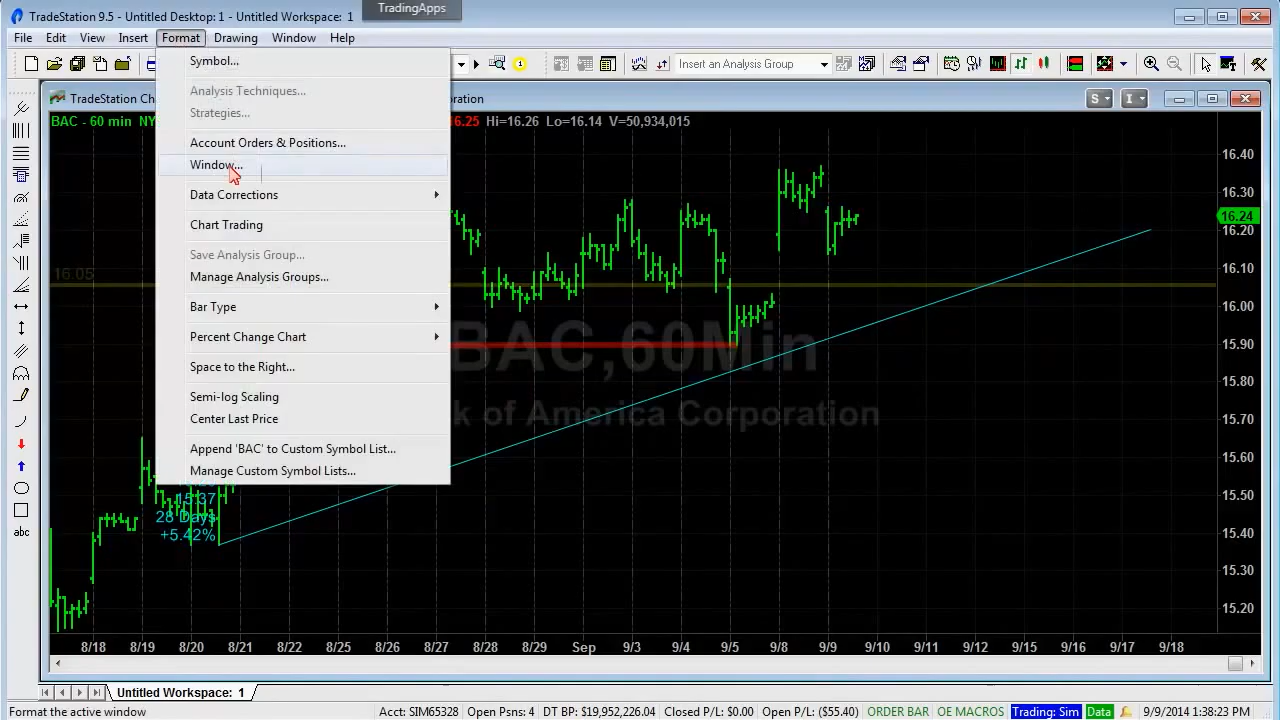 TradeStation 9.5 - Untitled Desktop: 1 - Untitled Workspace: 1
TradingApps
File Edit View Insert Format Drawing Window Help
Insert an Analysis Group
TradeStation Cha
orporation
S I
BAC - 60 min NY
16.25 Hi=16.26 Lo=16.14 V=50,934,015
Symbol...
Analysis Techniques...
Strategies...
Account Orders & Positions...
Window...
Data Corrections
Chart Trading
Save Analysis Group...
Manage Analysis Groups...
Bar Type
Percent Change Chart
Space to the Right...
Semi-log Scaling
Center Last Price
Append 'BAC' to Custom Symbol List...
Manage Custom Symbol Lists...
abc
16.05
BAC,60Min
k of America Corporation
15.37
28 Days
+5.42%
16.40
16.30
16.24
16.20
16.10
16.00
15.90
15.80
15.70
15.60
15.50
15.40
15.30
15.20
8/18 8/19 8/20 8/21 8/22 8/25 8/26 8/27 8/28 8/29 Sep 9/3 9/4 9/5 9/8 9/9 9/10 9/11 9/12 9/15 9/16 9/17 9/18
Untitled Workspace: 1
Format the active window
Acct: SIM65328 Open Posns: 4 DT BP: $19,952,226.04 Closed P/L: $0.00 Open P/L: ($55.40) ORDER BAR OE MACROS Trading: Sim Data 9/9/2014 1:38:23 PM